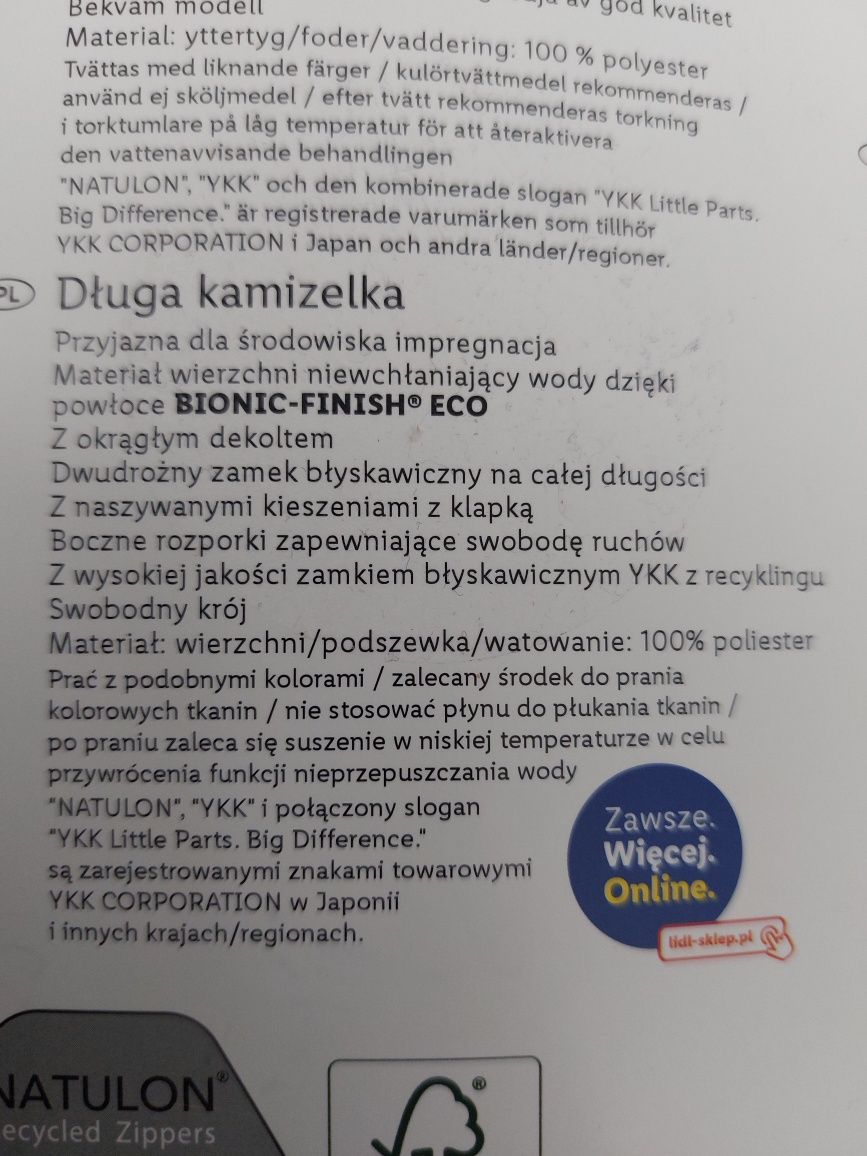 Bekväm modell
av god kvalitet
Material: yttertyg/foder/vaddering: 100 % polyester
Tvättas med liknande färger / kulörtvättmedel rekommenderas /
använd ej sköljmedel / efter tvätt rekommenderas torkning
i torktumlare på låg temperatur för att återaktivera
den vattenavvisande behandlingen
"NATULON", "YKK" och den kombinerade slogan "YKK Little Parts.
Big Difference." är registrerade varumärken som tillhör
YKK CORPORATION i Japan och andra länder/regioner.
PL Długa kamizelka
Przyjazna dla środowiska impregnacja
Materiał wierzchni niewchłaniający wody dzięki
powłoce BIONIC-FINISH® ECO
Z okrągłym dekoltem
Dwudrożny zamek błyskawiczny na całej długości
Z naszywanymi kieszeniami z klapką
Boczne rozporki zapewniające swobodę ruchów
Z wysokiej jakości zamkiem błyskawicznym YKK z recyklingu
Swobodny krój
Materiał: wierzchni/podszewka/watowanie: 100% poliester
Prać z podobnymi kolorami / zalecany środek do prania
kolorowych tkanin / nie stosować płynu do płukania tkanin /
po praniu zaleca się suszenie w niskiej temperaturze w celu
przywrócenia funkcji nieprzepuszczania wody
"NATULON", "YKK" i połączony slogan
"YKK Little Parts. Big Difference."
są zarejestrowanymi znakami towarowymi
YKK CORPORATION w Japonii
i innych krajach/regionach.
Zawsze.
Więcej.
Online.
lidl-sklep.pl
NATULON®
ecycled Zippers
®